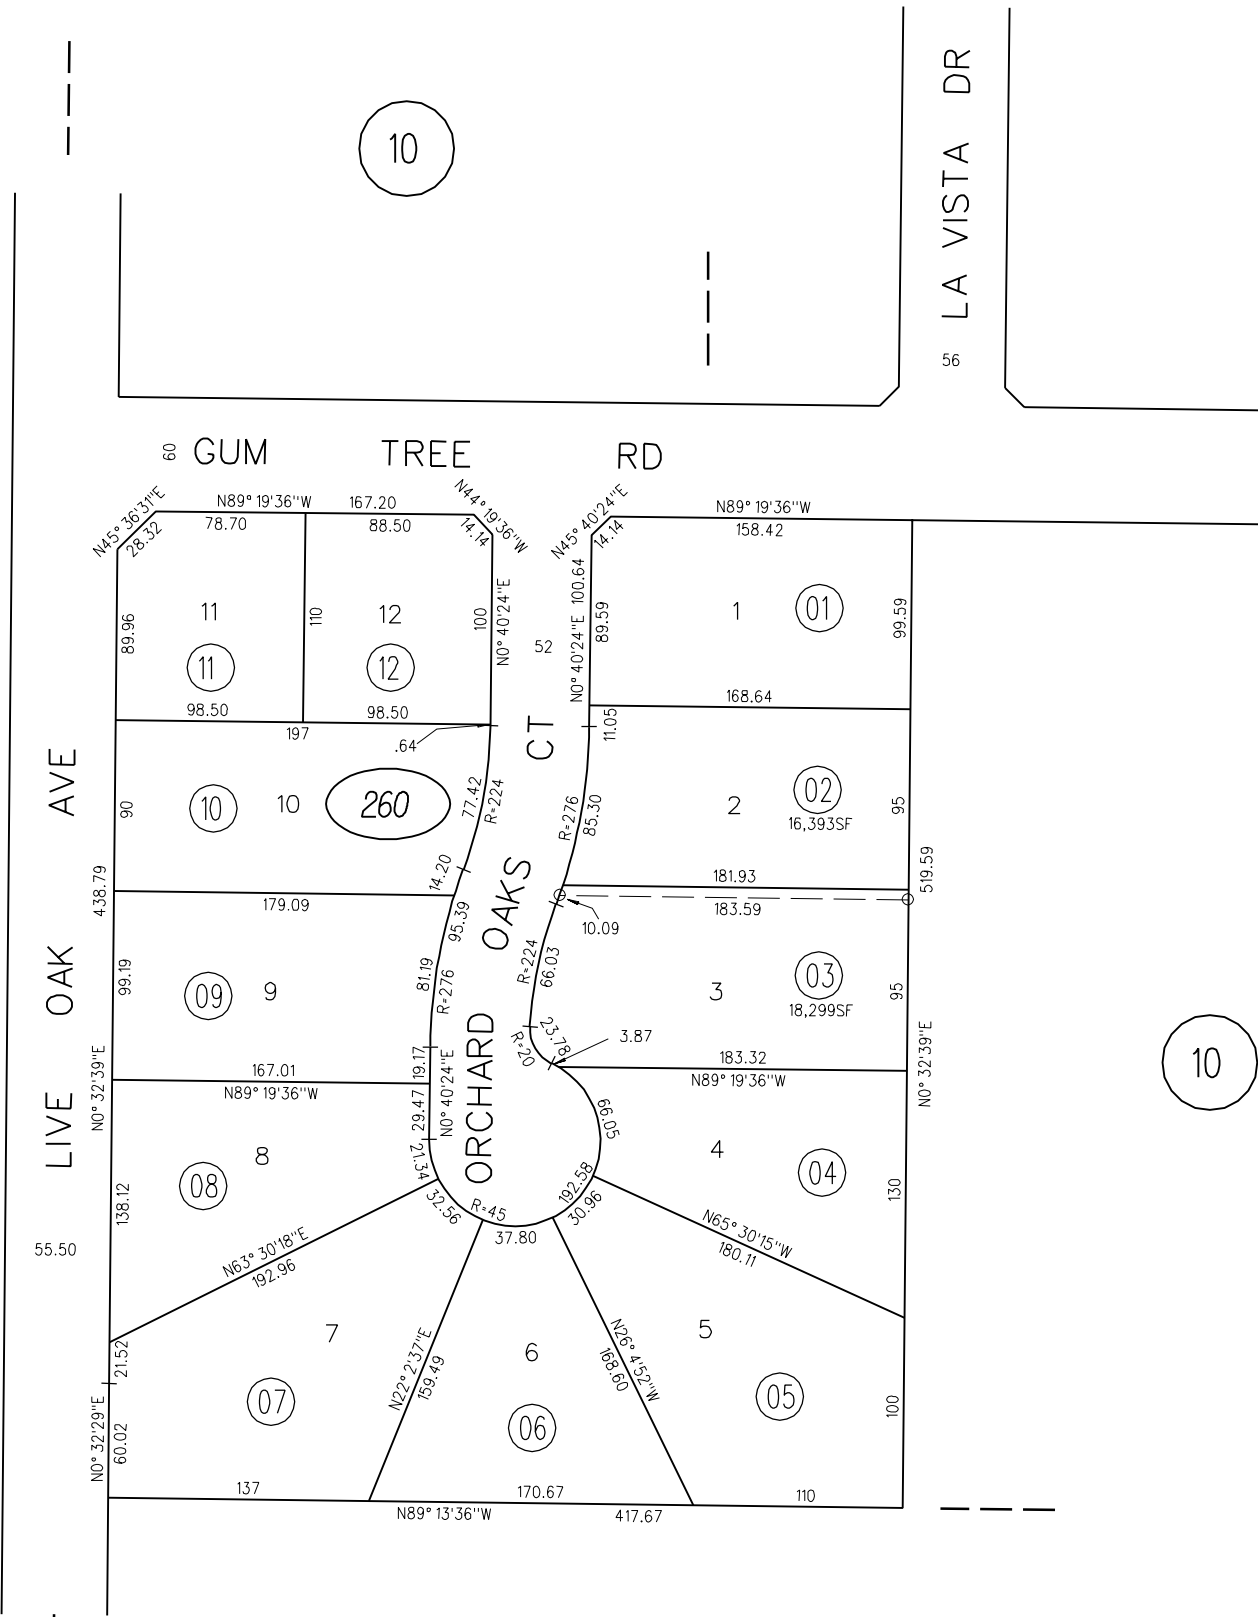 10
LA VISTA DR
56
60
GUM TREE RD
N45° 36'31"E
28.32
N89° 19'36"W
167.20
78.70
88.50
N44° 19'36"W
14.14
N45° 40'24"E
14.14
N89° 19'36"W
158.42
89.96
11
11
110
12
12
100
N0° 40'24"E
52
N0° 40'24"E 100.64
89.59
1
01
99.59
98.50
98.50
197
.64
168.64
11.05
CT
LIVE OAK AVE
90
10
10
260
77.42
R=224
R=276
85.30
2
02
16,393SF
95
519.59
438.79
14.20
179.09
181.93
183.59
10.09
OAKS
95.39
99.19
09
9
81.19
R=276
R=224
66.03
3
03
18,299SF
95
N0° 32'39"E
10
23.78
R=20
3.87
ORCHARD
N0° 32'39"E
167.01
N89° 19'36"W
19.17
29.47
N0° 40'24"E
183.32
N89° 19'36"W
66.05
8
08
138.12
21.34
32.56
R=45
37.80
192.58
30.96
4
04
130
55.50
N63° 30'18"E
192.96
N65° 30'15"W
180.11
21.52
7
07
N22° 2'37"E
159.49
6
06
N26° 4'52"W
168.60
5
05
100
N0° 32'29"E
60.02
137
170.67
110
N89° 13'36"W
417.67